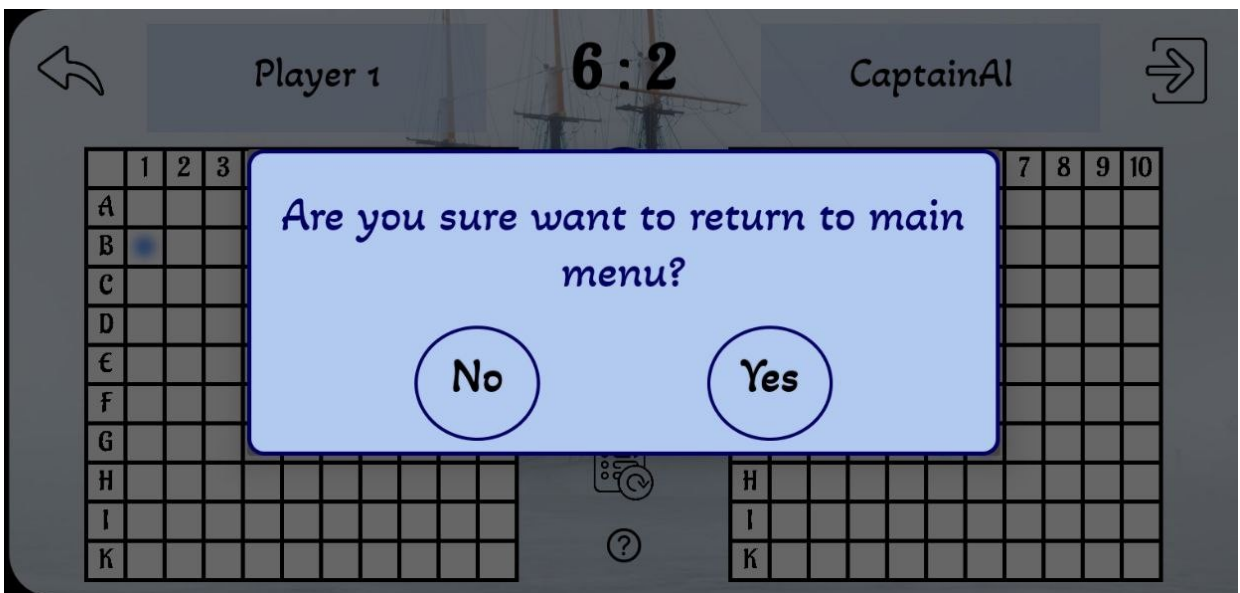 Player 1
6 : 2
CaptainAl
1 2 3
7 8 9 10
Are you sure want to return to main
menu?
No
Yes
A
B
C
D
E
F
G
H
I
K
H
I
K
?